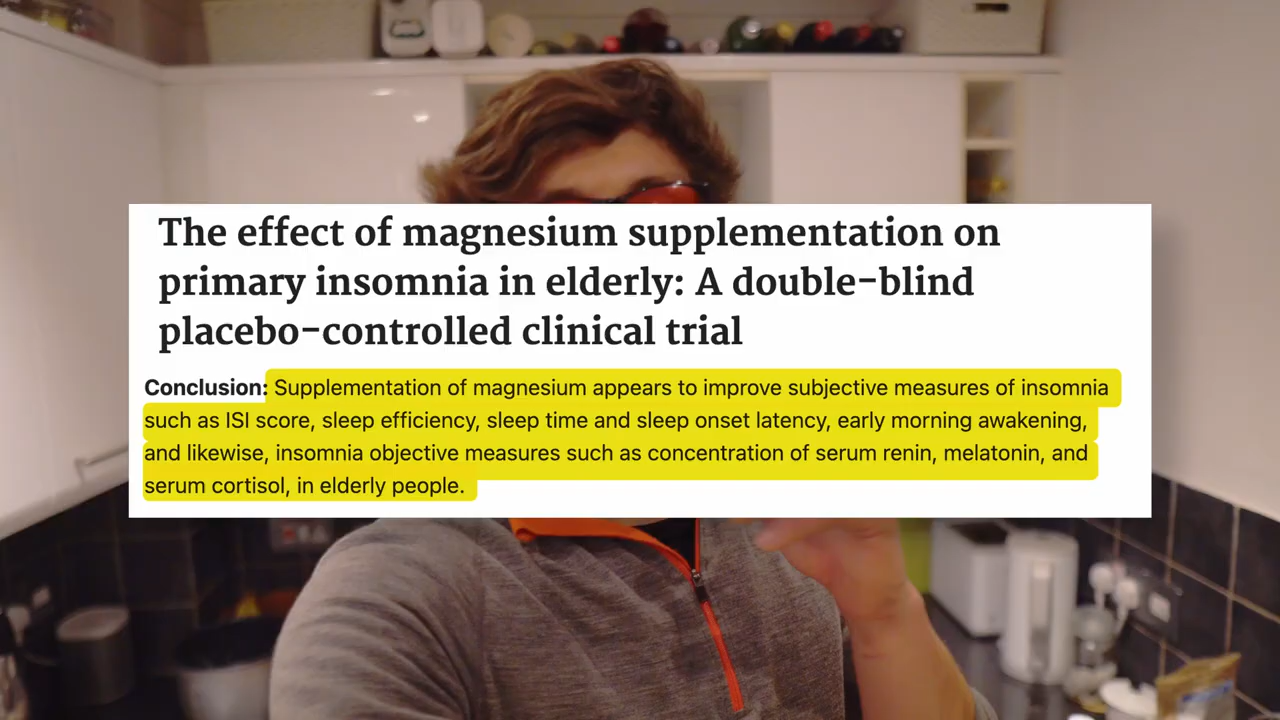 The effect of magnesium supplementation on
primary insomnia in elderly: A double-blind
placebo-controlled clinical trial
Conclusion: Supplementation of magnesium appears to improve subjective measures of insomnia
such as ISI score, sleep efficiency, sleep time and sleep onset latency, early morning awakening,
and likewise, insomnia objective measures such as concentration of serum renin, melatonin, and
serum cortisol, in elderly people.